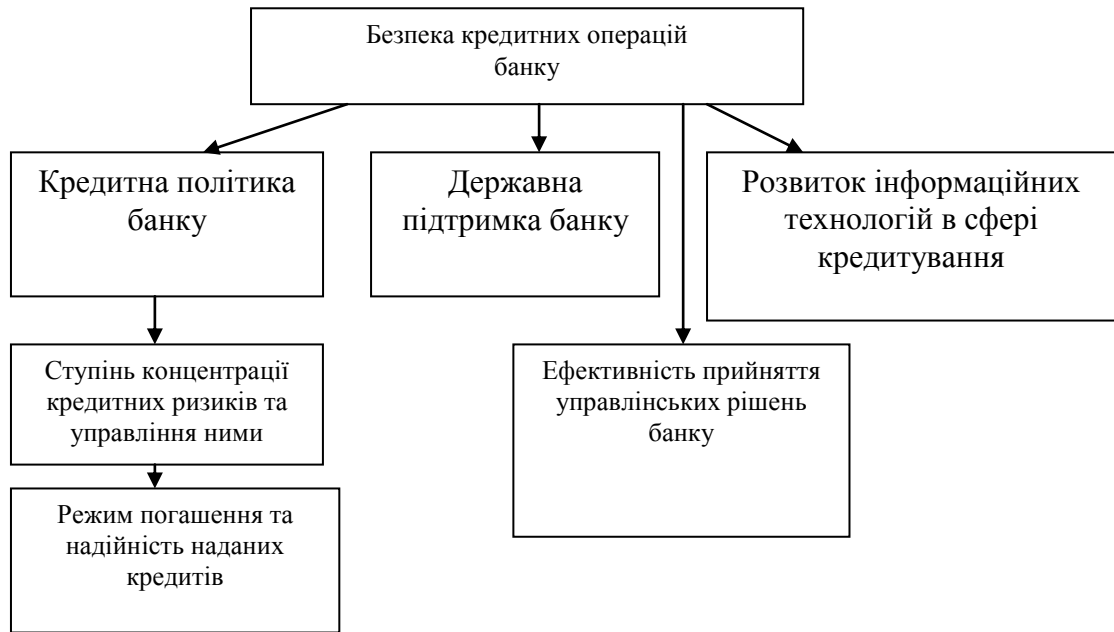 Безпека кредитних операцій
банку
Кредитна політика
банку
Державна
підтримка банку
Розвиток інформаційних
технологій в сфері
кредитування
Ступінь концентрації
кредитних ризиків та
управління ними
Ефективність прийняття
управлінських рішень
банку
Режим погашення та
надійність наданих
кредитів